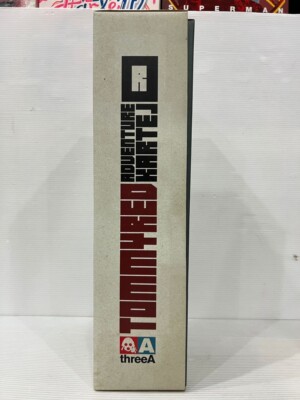 SUPERMA
R
ADVENTURE
KARTEL
TOMMYRED
A
threeA